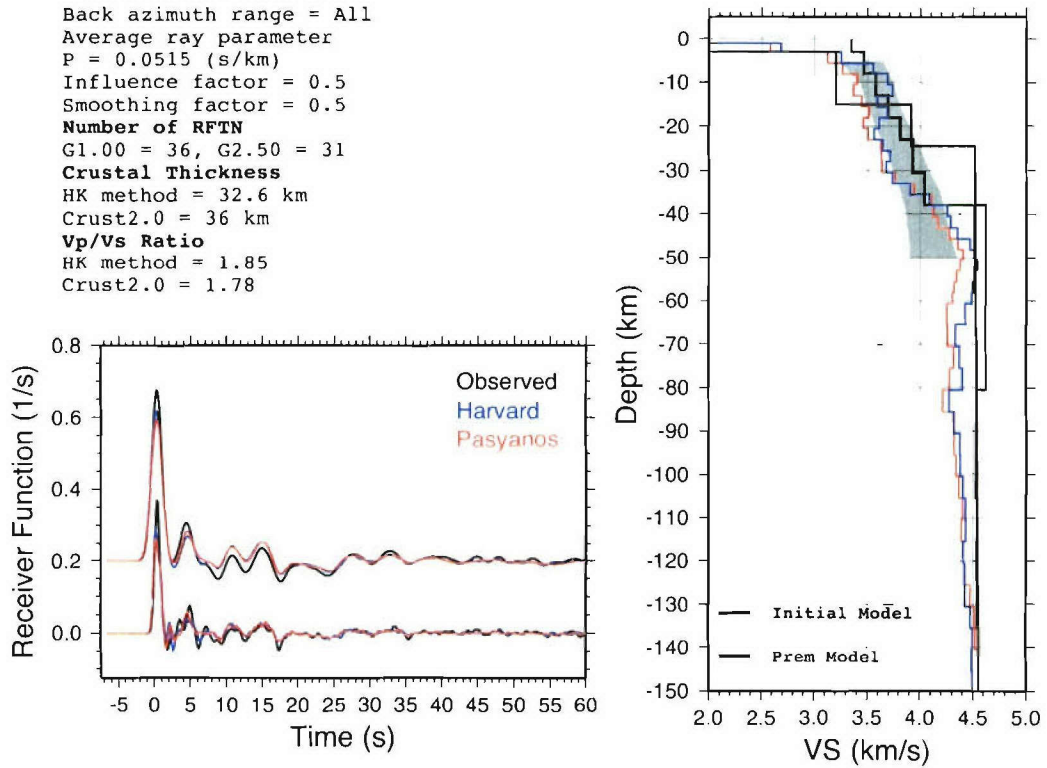 Back azimuth range = All
Average ray parameter
P = 0.0515 (s/km)
Influence factor = 0.5
Smoothing factor = 0.5
Number of RFTN
G1.00 = 36, G2.50 = 31
Crustal Thickness
HK method = 32.6 km
Crust2.0 = 36 km
Vp/Vs Ratio
HK method = 1.85
Crust2.0 = 1.78
Receiver Function (1/s)
0.8
0.6
0.4
0.2
0.0
Observed
Harvard
Pasyanos
-5 0 5 10 15 20 25 30 35 40 45 50 55 60
Time (s)
Depth (km)
0
-10
-20
-30
-40
-50
-60
-70
-80
-90
-100
-110
-120
-130
-140
-150
Initial Model
Prem Model
2.0 2.5 3.0 3.5 4.0 4.5 5.0
VS (km/s)